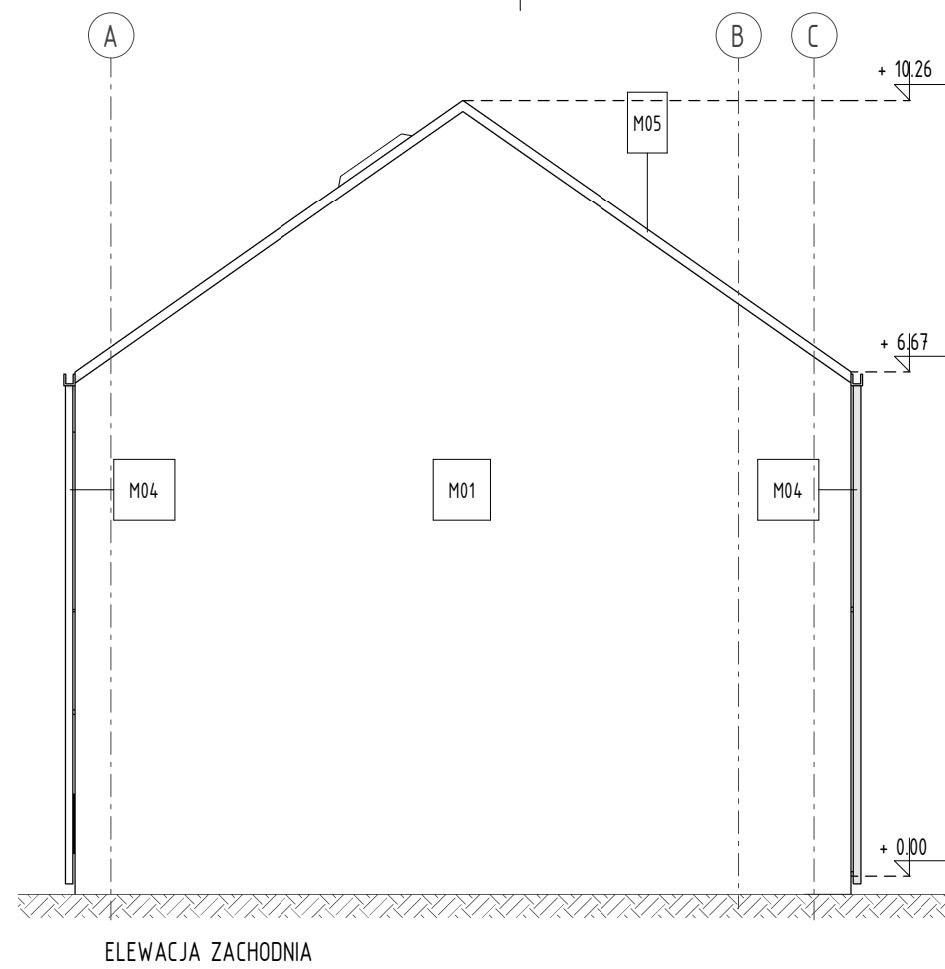 A
B
C
+ 10.26
M05
+ 6.67
M04
M01
M04
+ 0.00
ELEWACJA ZACHODNIA